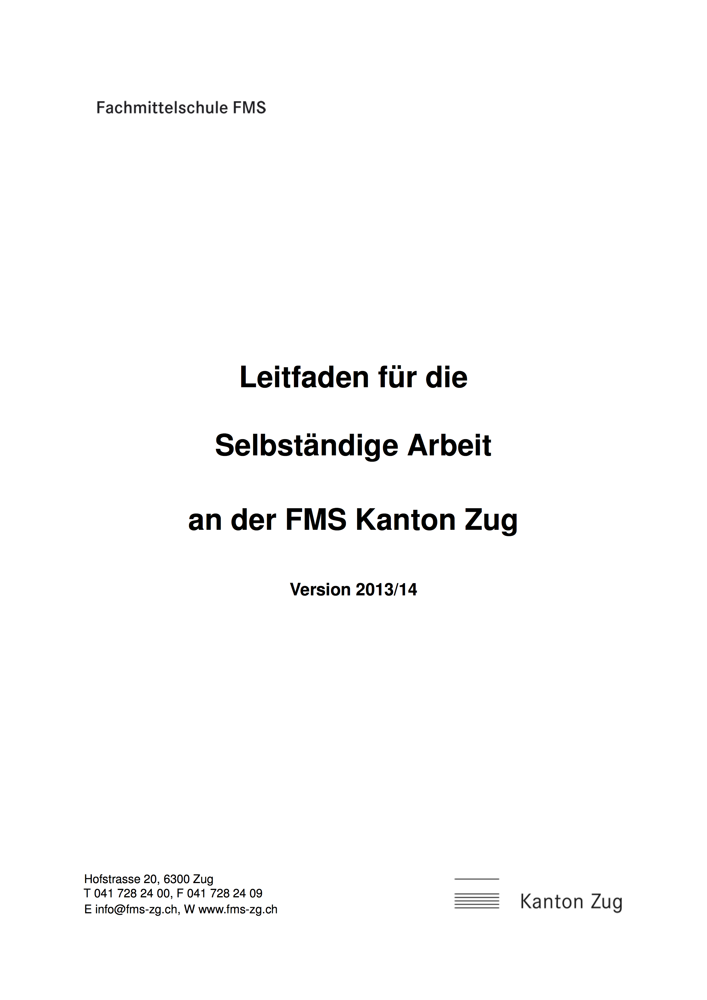 Fachmittelschule FMS
Leitfaden für die
Selbständige Arbeit
an der FMS Kanton Zug
Version 2013/14
Hofstrasse 20, 6300 Zug
T 041 728 24 00, F 041 728 24 09
E info@fms-zg.ch, W www.fms-zg.ch
Kanton Zug